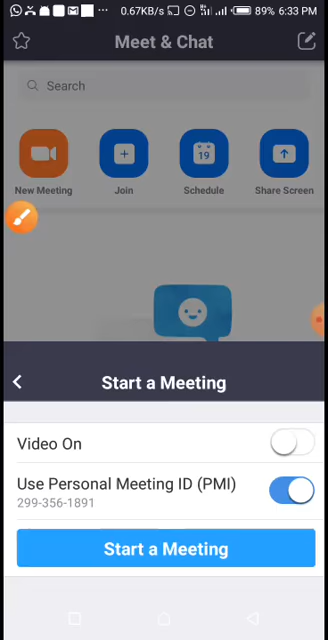 0.67KB/s 89% 6:33 PM
Meet & Chat
Search
19
New Meeting Join Schedule Share Screen
Start a Meeting
Video On
Use Personal Meeting ID (PMI)
299-356-1891
Start a Meeting